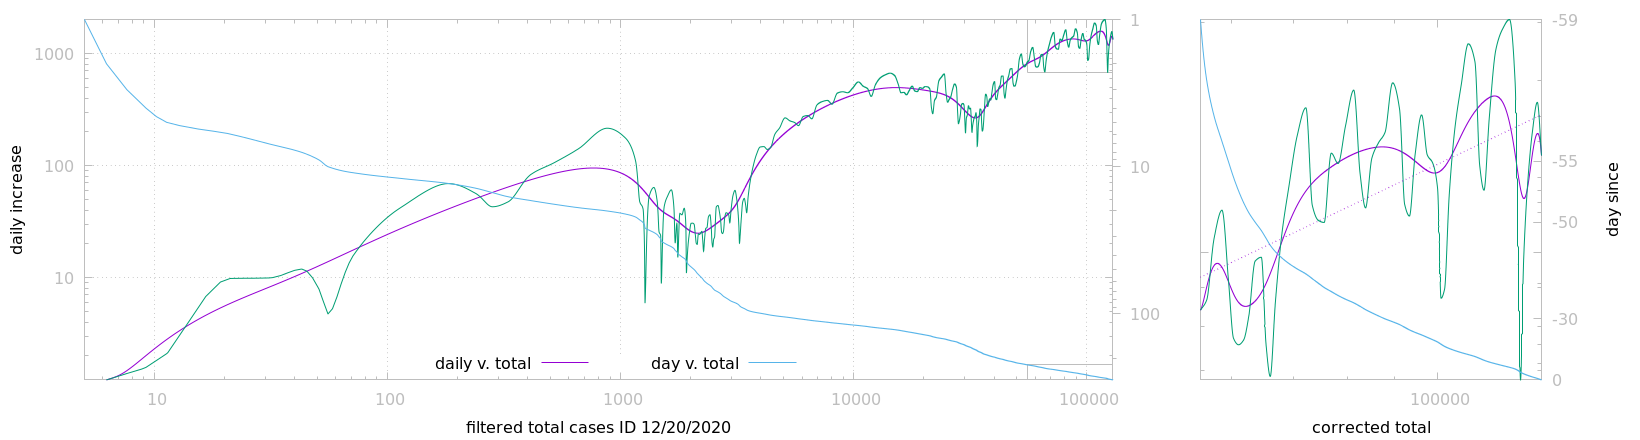 1000
100
10
daily increase
1
10
100
daily v. total
day v. total
10
100
1000
10000
100000
filtered total cases ID 12/20/2020
-59
-55
-50
-30
0
day since
100000
corrected total